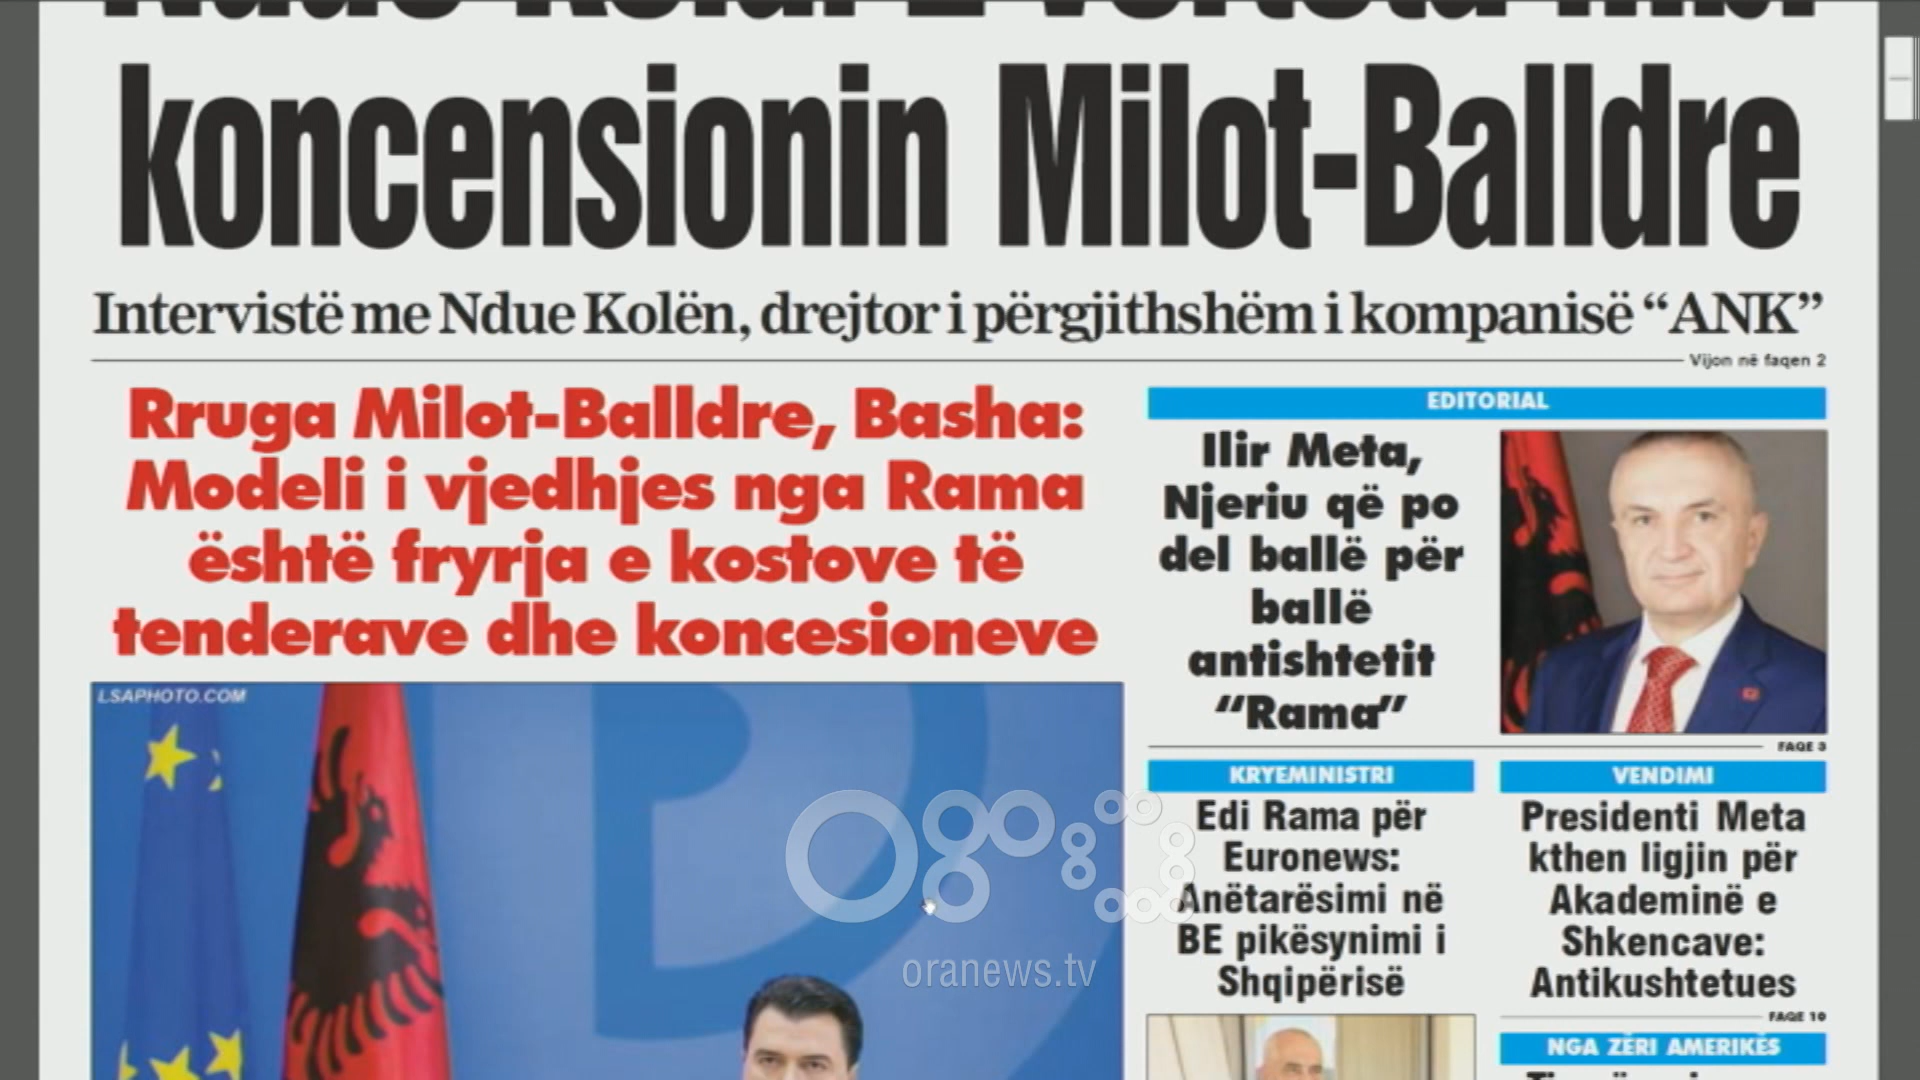 koncensionin Milot-Balldre
Intervistë me Ndue Kolën, drejtor i përgjithshëm i kompanisë “ANK”
Vijon në faqen 2
Rruga Milot-Balldre, Basha:
Modeli i vjedhjes nga Rama
është fryrja e kostove të
tenderave dhe koncesioneve
LSAPHOTO.COM
EDITORIAL
Ilir Meta,
Njeriu që po
del ballë për
ballë
antishtetit
“Rama”
FAQE 3
KRYEMINISTRI
Edi Rama për
Euronews:
Anëtarësimi në
BE pikësynimi i
Shqipërisë
VENDIMI
Presidenti Meta
kthen ligjin për
Akademinë e
Shkencave:
Antikushtetues
FAQE 10
NGA ZËRI AMERIKËS
oranews.tv